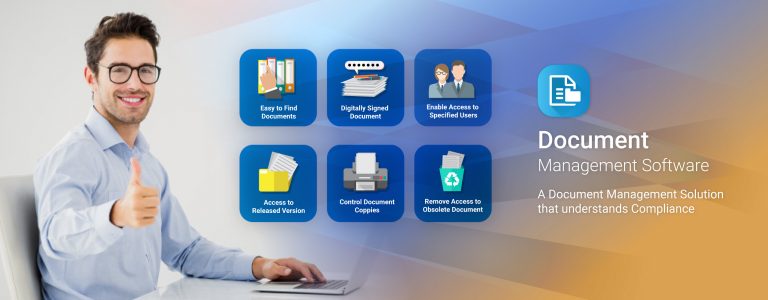 Easy to Find
Documents
Digitally Signed
Document
Enable Access to
Specified Users
Access to
Released Version
Control Document
Coppies
Remove Access to
Obsolete Document
Document
Management Software
A Document Management Solution
that understands Compliance